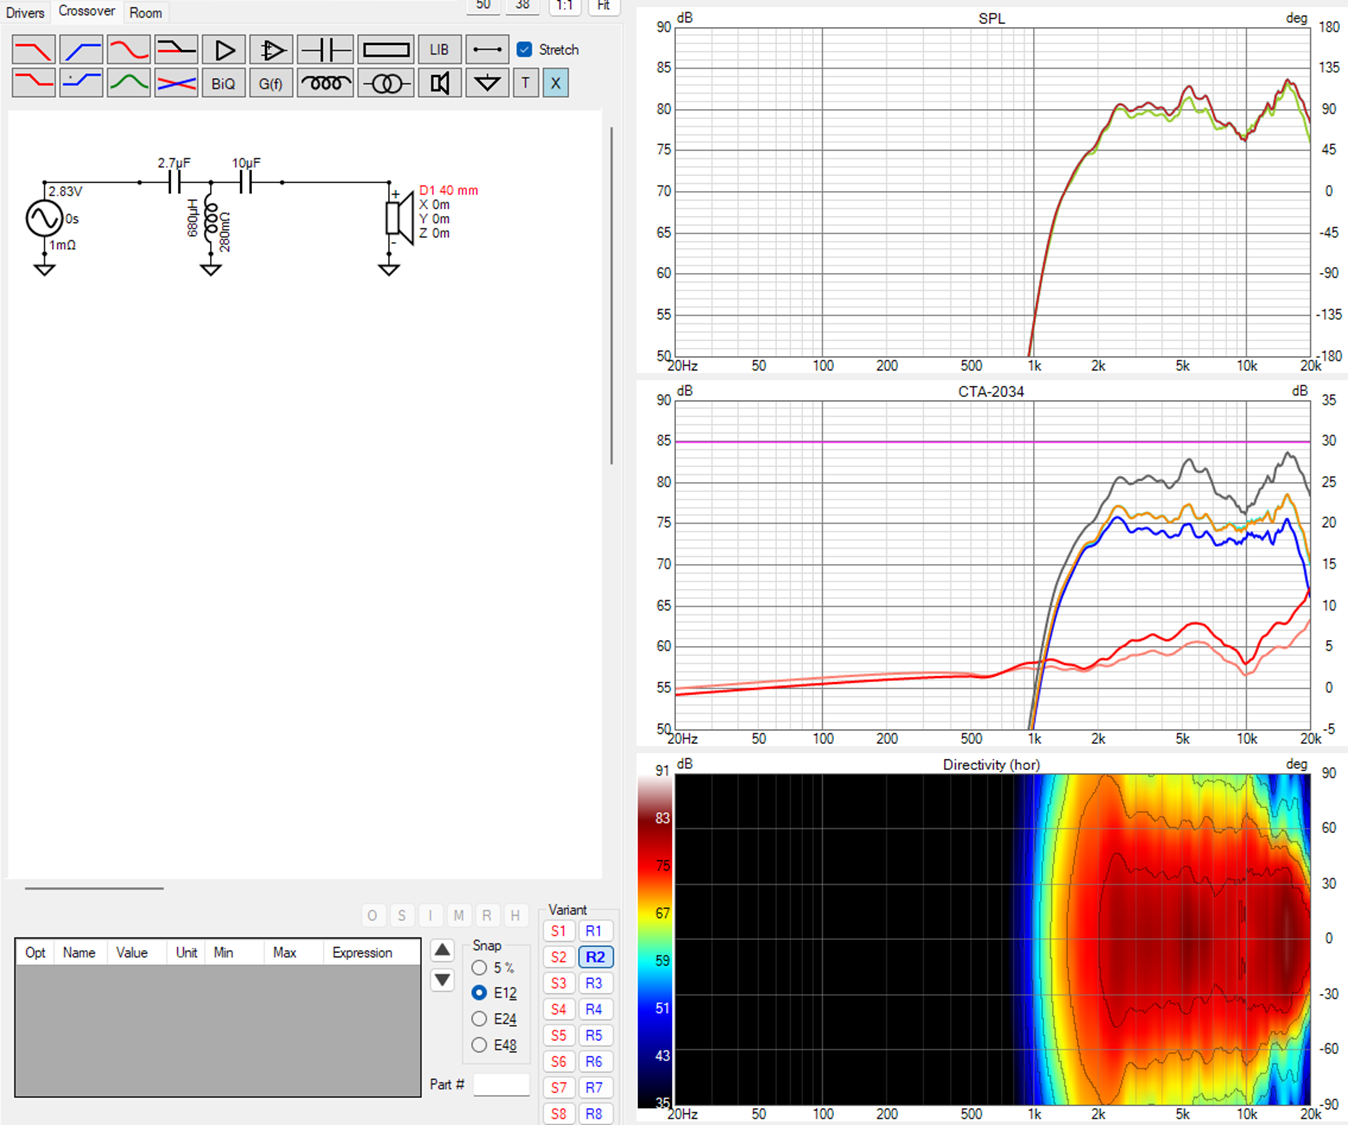 Drivers Crossover Room
50 38 1:1 Fit
LIB Stretch
BiQ G(f) T X
2.7μF 10μF
2.83V
0s
1mΩ
680μH
280mΩ
+
-
D1 40 mm
X 0m
Y 0m
Z 0m
O S I M R H
Opt Name Value Unit Min Max Expression
Snap
5 %
E12
E24
E48
Part #
Variant
S1 R1
S2 R2
S3 R3
S4 R4
S5 R5
S6 R6
S7 R7
S8 R8
dB SPL deg
90 180
85 135
80 90
75 45
70 0
65 -45
60 -90
55 -135
50 -180
20Hz 50 100 200 500 1k 2k 5k 10k 20k
dB CTA-2034 dB
90 35
85 30
80 25
75 20
70 15
65 10
60 5
55 0
50 -5
20Hz 50 100 200 500 1k 2k 5k 10k 20k
dB Directivity (hor) deg
91 90
83 60
75 30
67
59 0
51 -30
43 -60
35 -90
20Hz 50 100 200 500 1k 2k 5k 10k 20k